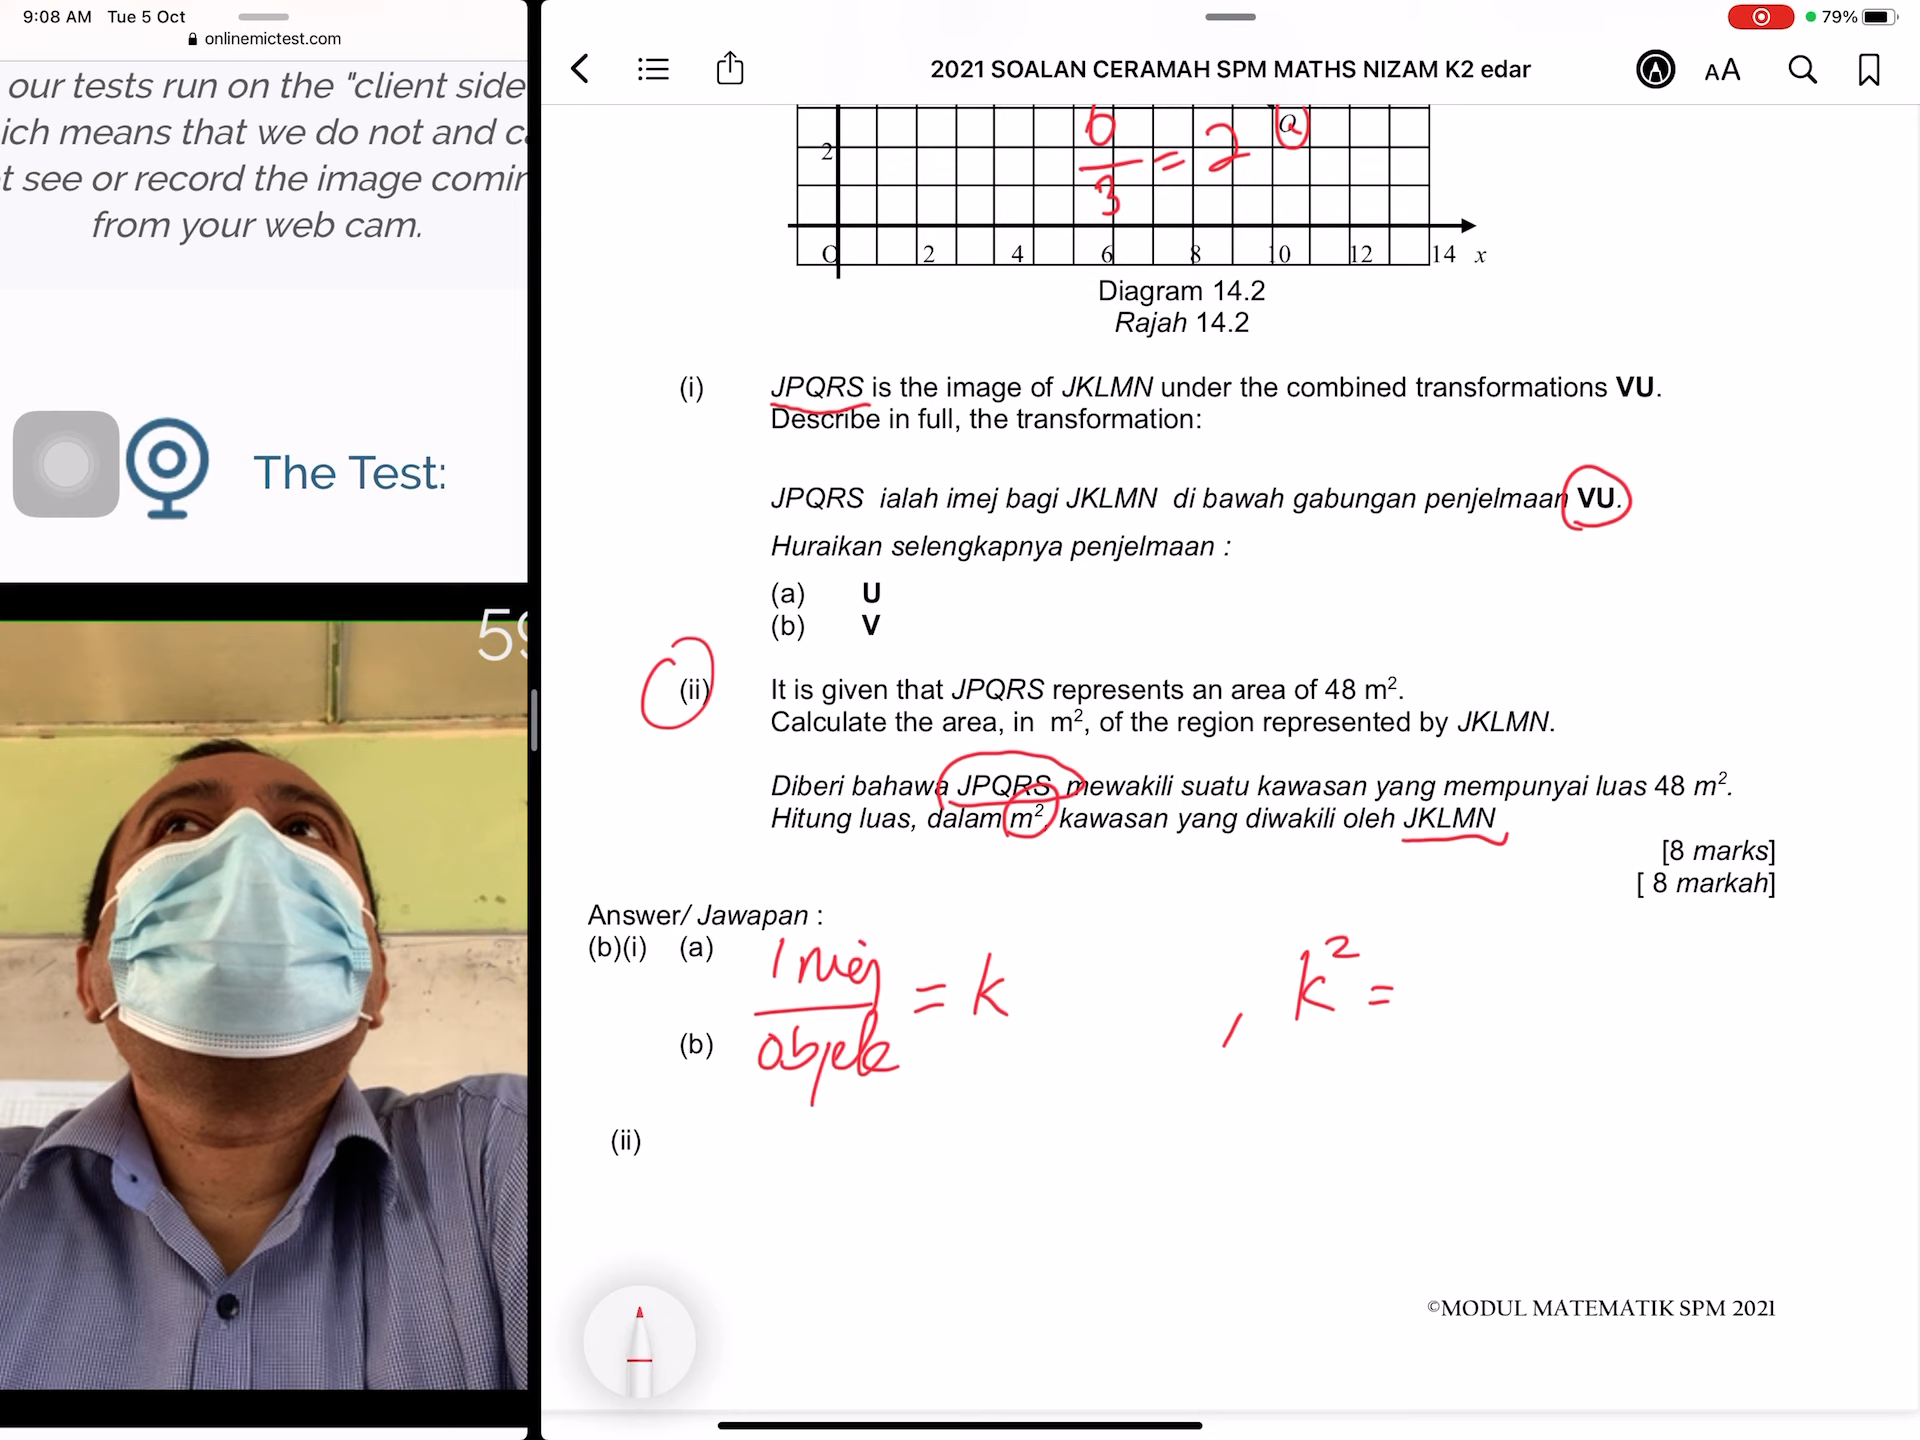 9:08 AM Tue 5 Oct
onlinemictest.com
our tests run on the "client side
ich means that we do not and c
t see or record the image comin
from your web cam.
The Test:
59
79%
2021 SOALAN CERAMAH SPM MATHS NIZAM K2 edar
AA
Q
6/3 = 2
2
O 2 4 6 8 10 12 14 x
Diagram 14.2
Rajah 14.2
(i) JPQRS is the image of JKLMN under the combined transformations VU.
Describe in full, the transformation:
JPQRS ialah imej bagi JKLMN di bawah gabungan penjelmaan VU.
Huraikan selengkapnya penjelmaan :
(a) U
(b) V
(ii) It is given that JPQRS represents an area of 48 m².
Calculate the area, in m², of the region represented by JKLMN.
Diberi bahawa JPQRS mewakili suatu kawasan yang mempunyai luas 48 m².
Hitung luas, dalam m², kawasan yang diwakili oleh JKLMN
[8 marks]
[ 8 markah]
Answer/ Jawapan :
(b)(i) (a)
Imej/objek = k , k² =
(b)
(ii)
©MODUL MATEMATIK SPM 2021